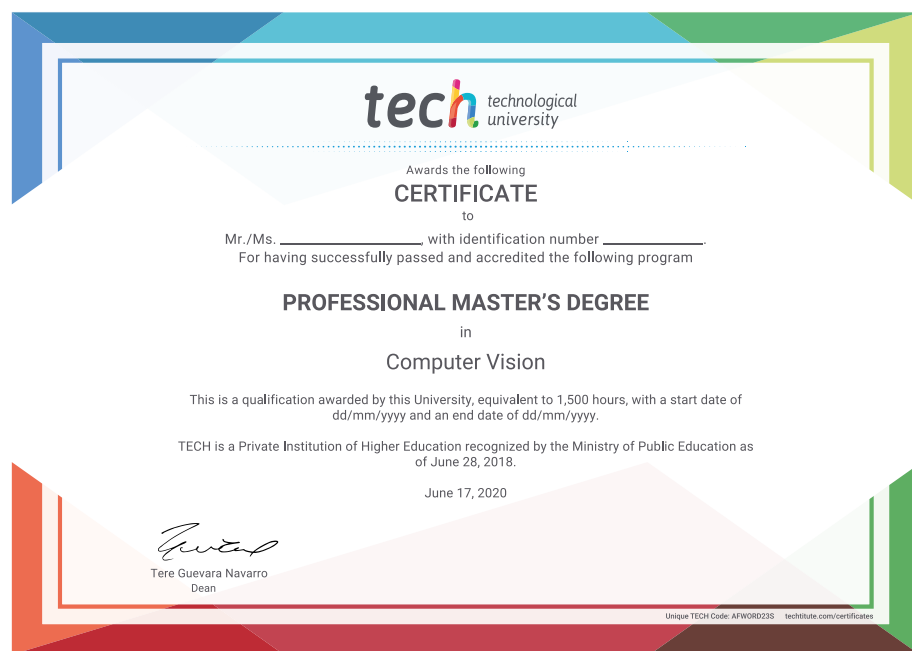 tech technological
university
Awards the following
CERTIFICATE
to
Mr./Ms. ____________________, with identification number ______________.
For having successfully passed and accredited the following program
PROFESSIONAL MASTER'S DEGREE
in
Computer Vision
This is a qualification awarded by this University, equivalent to 1,500 hours, with a start date of
dd/mm/yyyy and an end date of dd/mm/yyyy.
TECH is a Private Institution of Higher Education recognized by the Ministry of Public Education as
of June 28, 2018.
June 17, 2020
Tere Guevara Navarro
Dean
Unique TECH Code: AFWORD23S techtitute.com/certificates